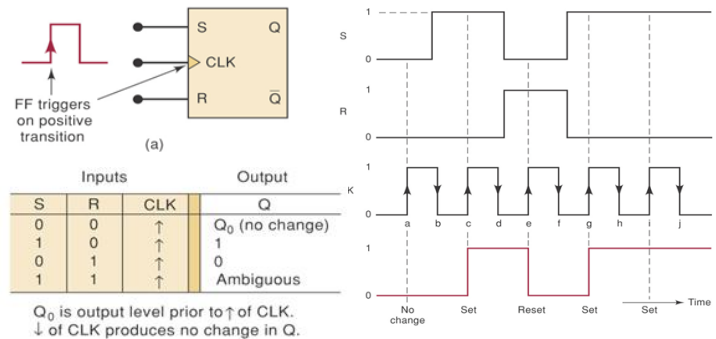 S Q
CLK
R Q̅
FF triggers
on positive
transition
(a)
Inputs Output
S R CLK Q
0 0 ↑ Q₀ (no change)
1 0 ↑ 1
0 1 ↑ 0
1 1 ↑ Ambiguous
Q₀ is output level prior to ↑ of CLK.
↓ of CLK produces no change in Q.
1
S
0
1
R
0
1
K
0
a b c d e f g h i j
1
0
Time
No change Set Reset Set Set